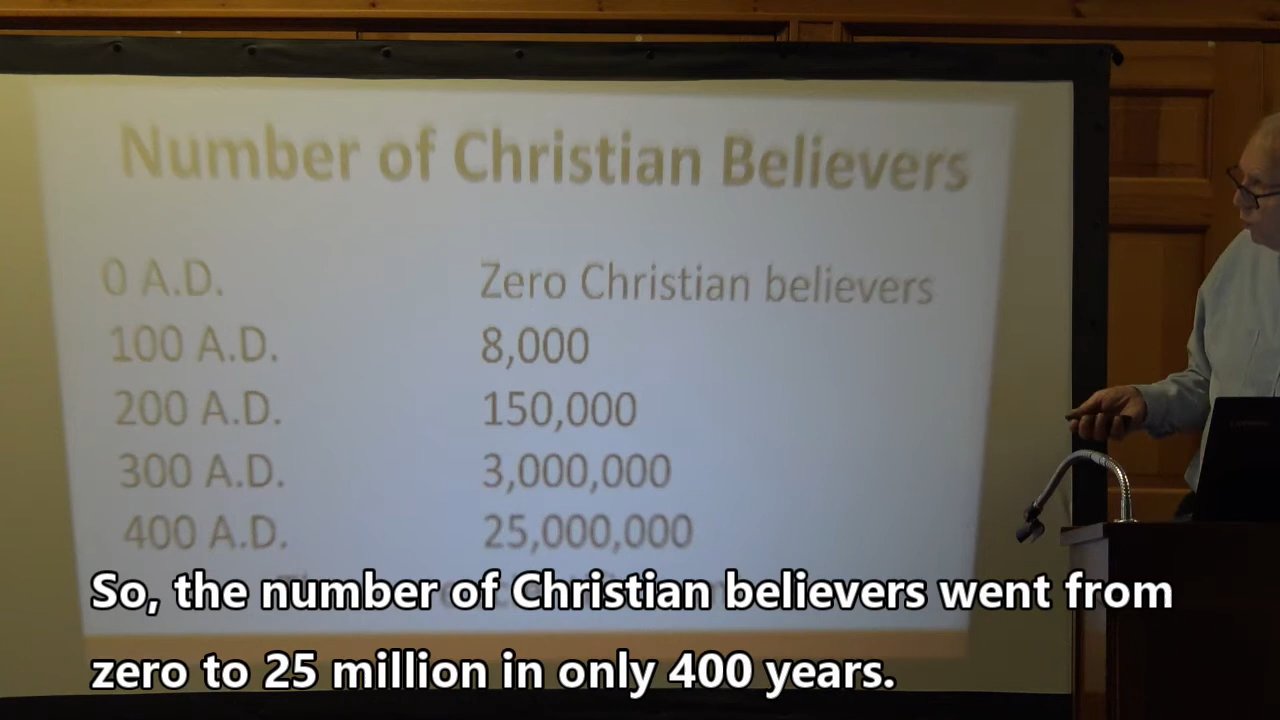 Number of Christian Believers
0 A.D. Zero Christian believers
100 A.D. 8,000
200 A.D. 150,000
300 A.D. 3,000,000
400 A.D. 25,000,000
So, the number of Christian believers went from
zero to 25 million in only 400 years.